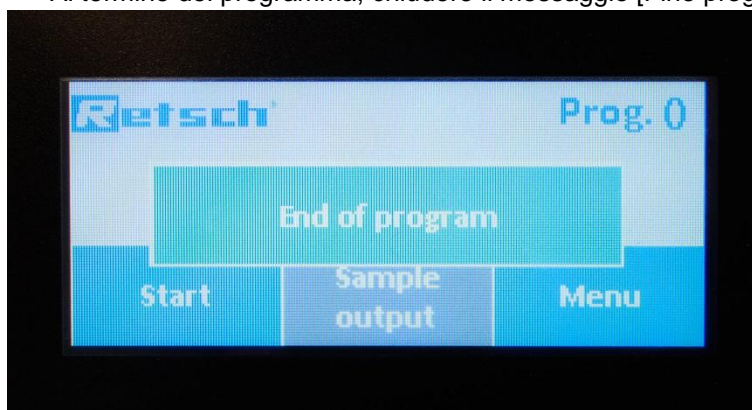 Al termine del programma, chiudere il messaggio [Fine prog
Retsch
Prog. 0
End of program
Start
Sample
output
Menu